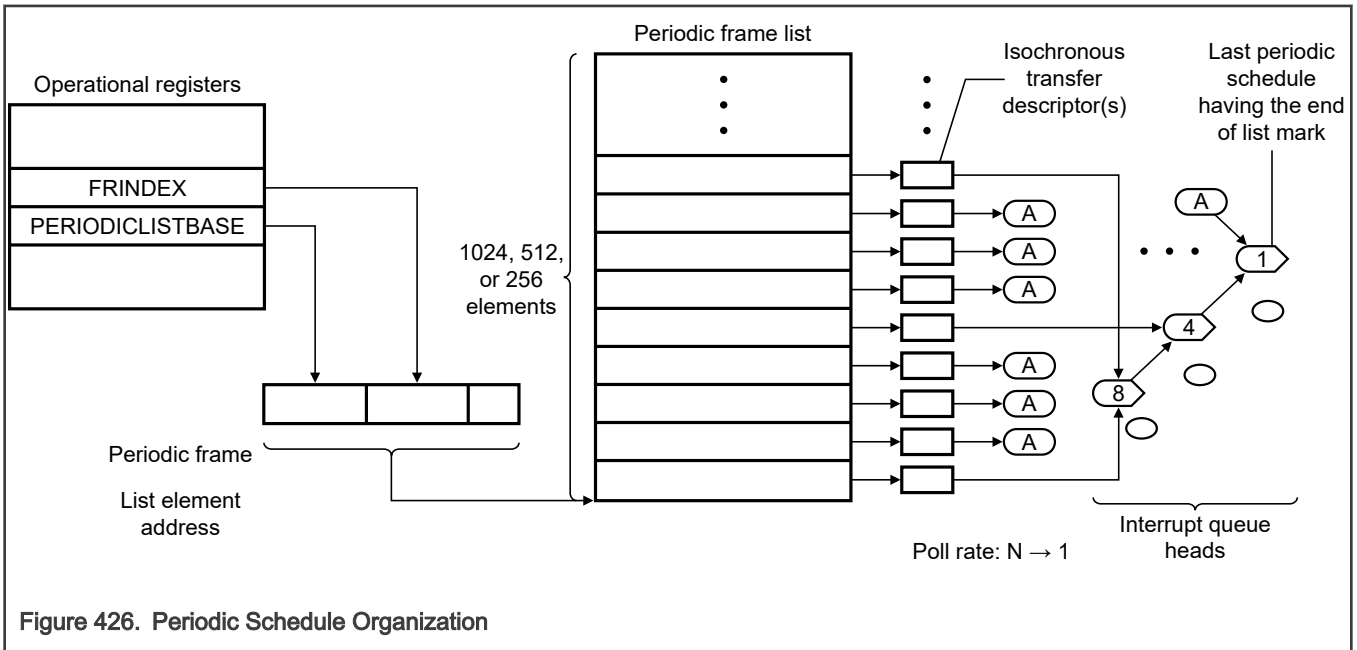 Periodic frame list
Operational registers
FRINDEX
PERIODICLISTBASE
1024, 512,
or 256
elements
Periodic frame
List element
address
Isochronous
transfer
descriptor(s)
Last periodic
schedule
having the end
of list mark
A
A
A
A
A
A
A
1
4
8
Interrupt queue
heads
Poll rate: N → 1
Figure 426. Periodic Schedule Organization